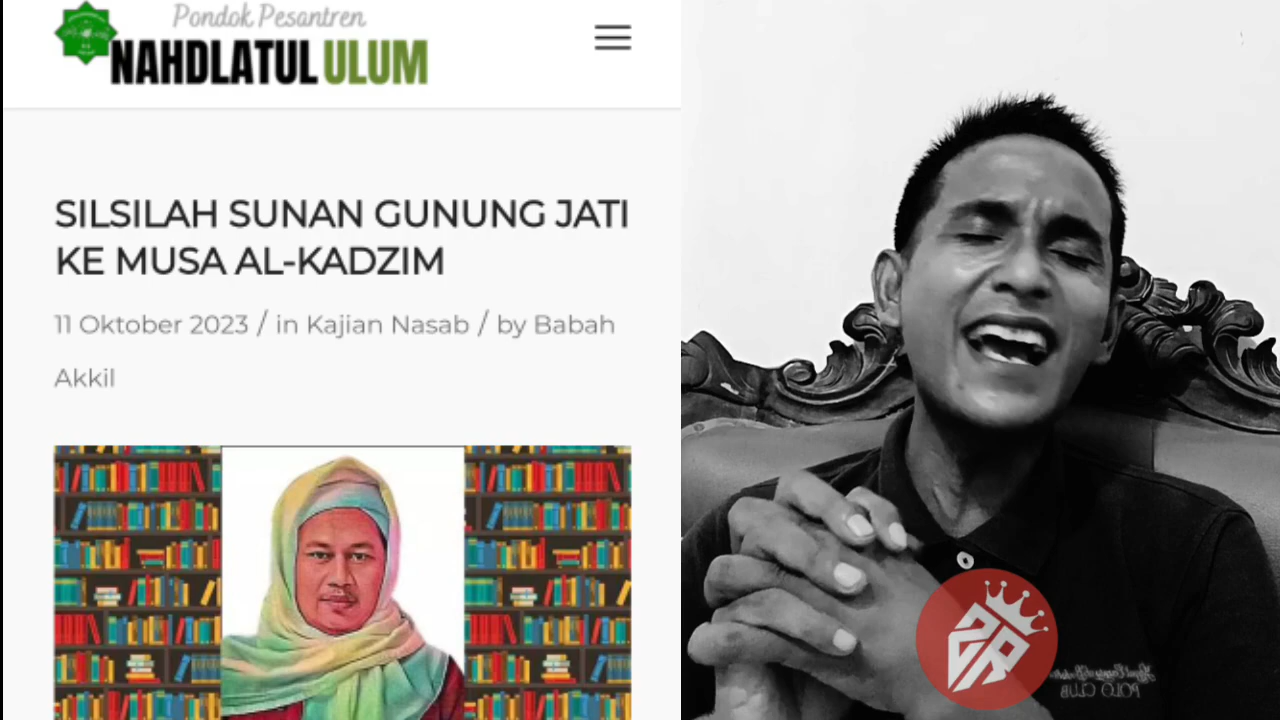 Pondok Pesantren
NAHDLATUL ULUM
SILSILAH SUNAN GUNUNG JATI
KE MUSA AL-KADZIM
11 Oktober 2023 / in Kajian Nasab / by Babah
Akkil
POLO CLUB